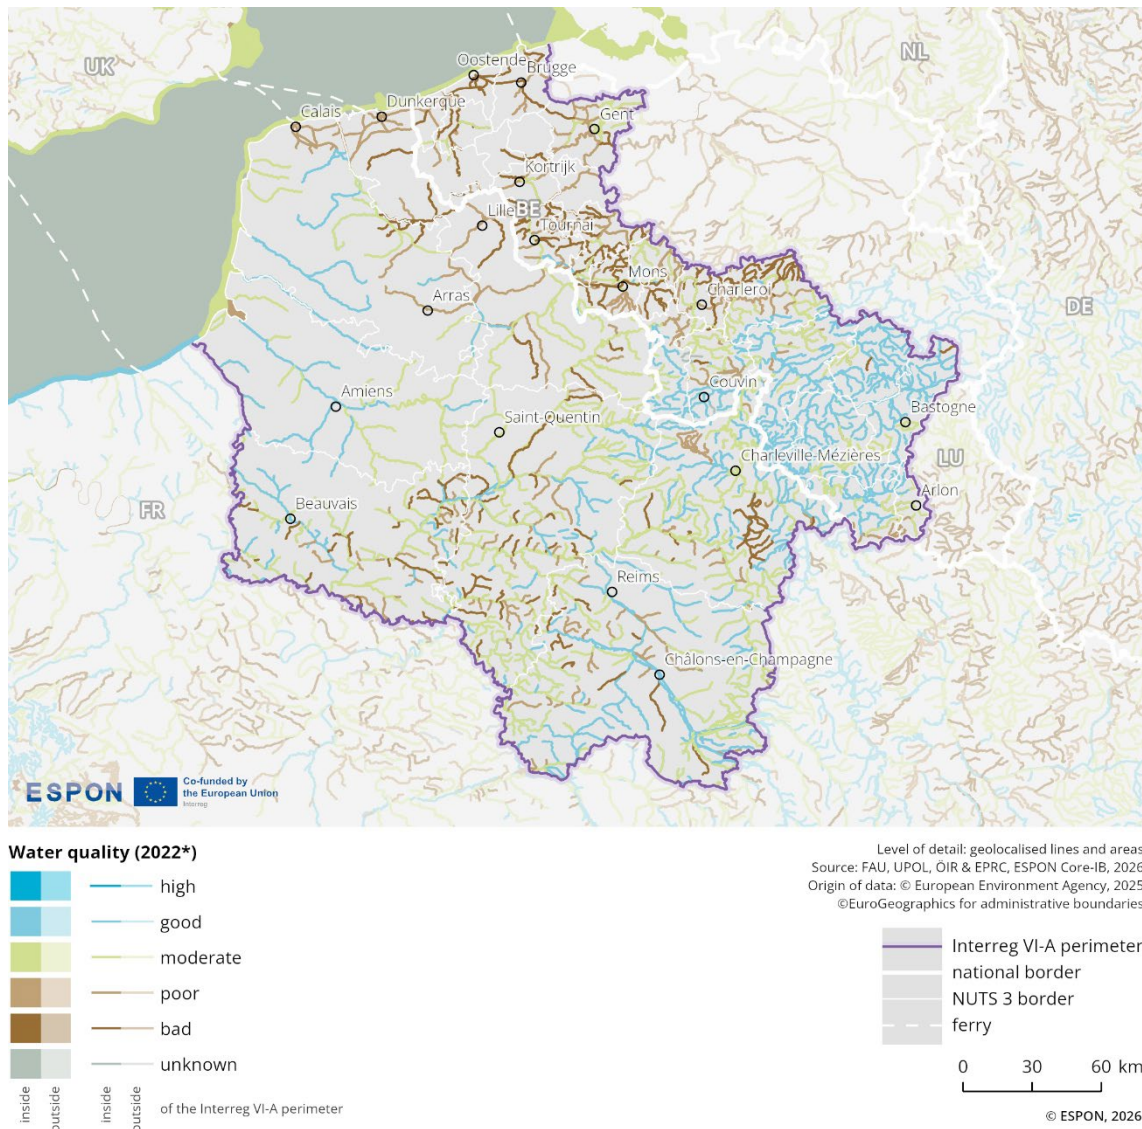 UK
NL
Oostende
Brugge
Calais
Dunkerque
Gent
Kortrijk
Lille
BE
Tournai
Mons
Charleroi
Arras
DE
Couvin
Amiens
Saint-Quentin
Bastogne
Charleville-Mézières
LU
Arlon
FR
Beauvais
Reims
Châlons-en-Champagne
ESPON
Co-funded by
the European Union
Interreg
Water quality (2022*)
high
good
moderate
poor
bad
unknown
inside
outside
inside
outside
of the Interreg VI-A perimeter
Level of detail: geolocalised lines and areas
Source: FAU, UPOL, ÖIR & EPRC, ESPON Core-IB, 2026
Origin of data: © European Environment Agency, 2025
©EuroGeographics for administrative boundaries
Interreg VI-A perimeter
national border
NUTS 3 border
ferry
0 30 60 km
© ESPON, 2026